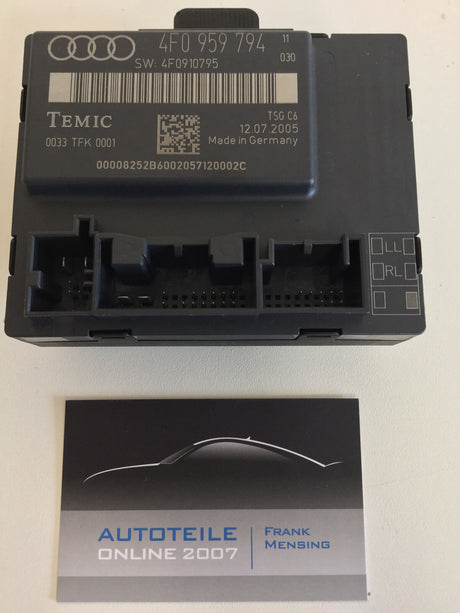 4F0 959 794 11
SW: 4F0910795 030
TEMIC TSG C6
12.07.2005
0033 TFK 0001 Made in Germany
00008252B6002057120002C
LL
RL
AUTOTEILE
ONLINE 2007
FRANK
MENSING